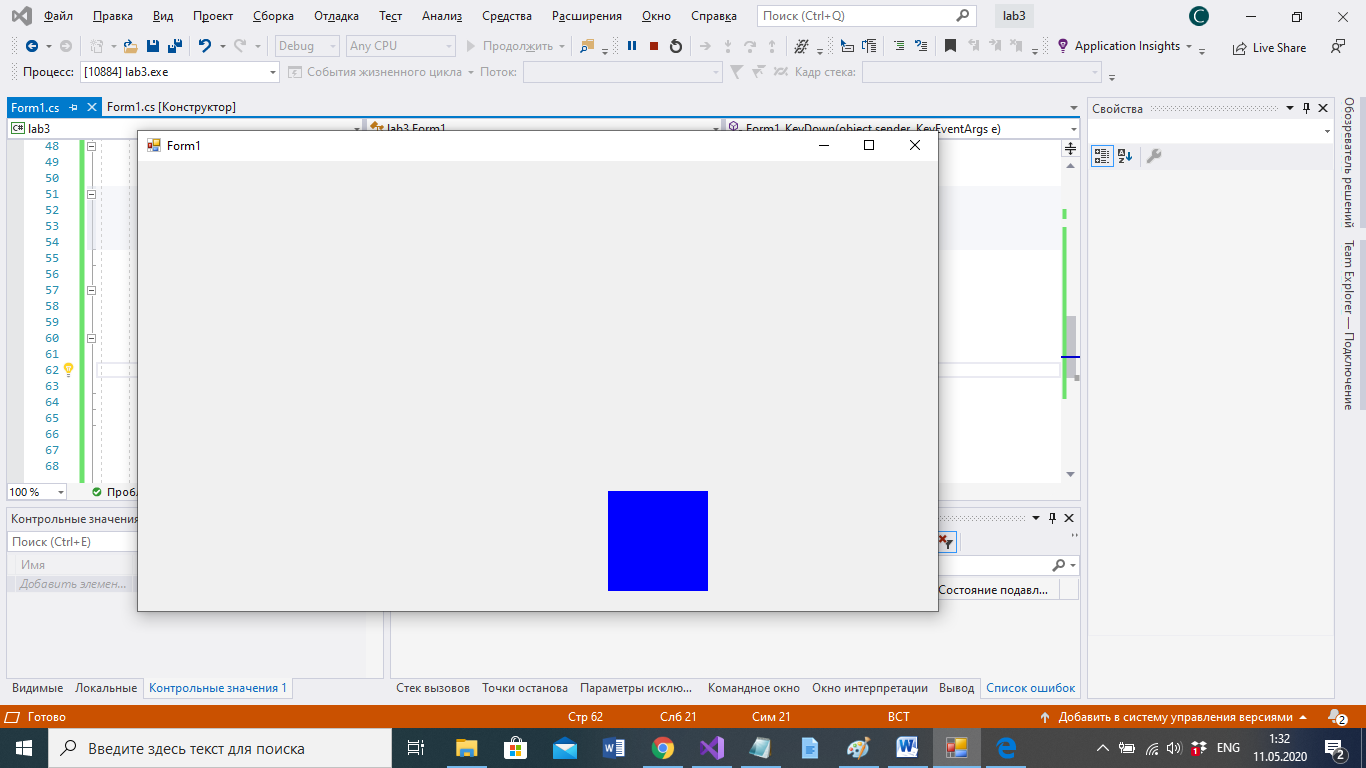 Файл Правка Вид Проект Сборка Отладка Тест Анализ Средства Расширения Окно Справка Поиск (Ctrl+Q) lab3 C
Debug Any CPU Продолжить Application Insights Live Share
Процесс: [10884] lab3.exe События жизненного цикла Поток: Кадр стека:
Form1.cs Form1.cs [Конструктор] Свойства
C# lab3 lab3.Form1 Form1_KeyDown(object sender, KeyEventArgs e)
Form1
48
49
50
51
52
53
54
55
56
57
58
59
60
61
62
63
64
65
66
67
68
100 %
Контрольные значения
Поиск (Ctrl+E)
Имя
Добавить элемен...
Состояние подавл...
Видимые Локальные Контрольные значения 1 Стек вызовов Точки останова Параметры исклю... Командное окно Окно интерпретации Вывод Список ошибок
Обозреватель решений
Team Explorer — Подключение
Готово Стр 62 Слб 21 Сим 21 ВСТ Добавить в систему управления версиями 2
Введите здесь текст для поиска ENG 1:32
11.05.2020 2